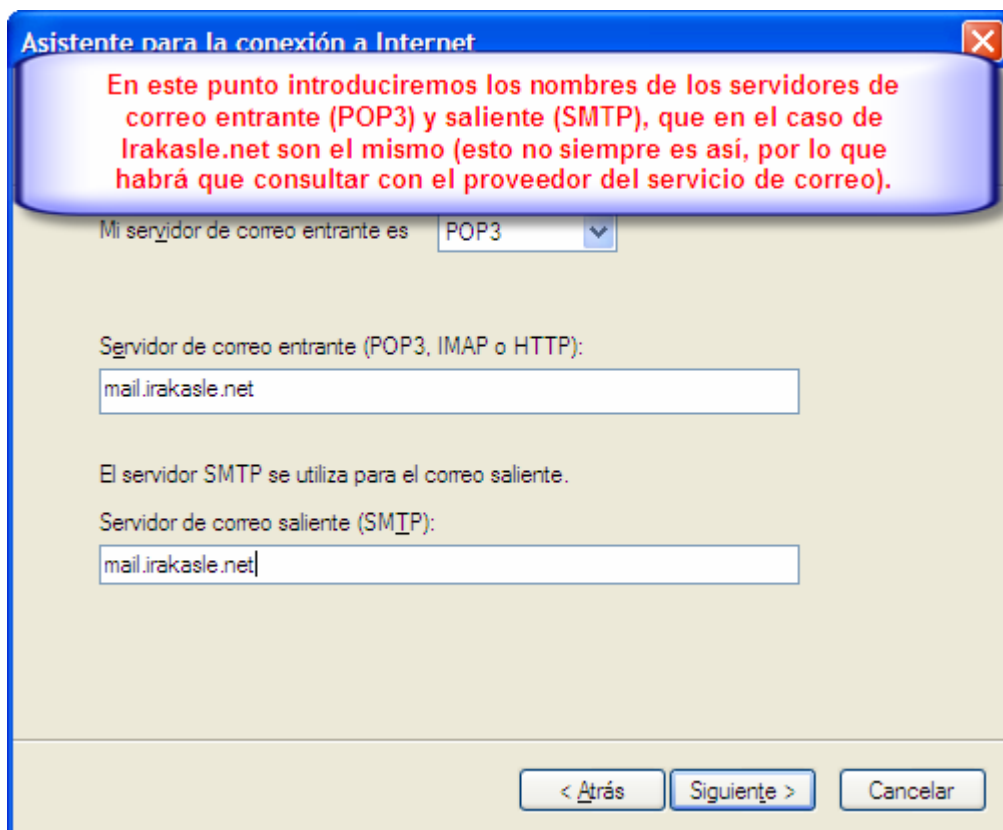 Asistente para la conexión a Internet
En este punto introduciremos los nombres de los servidores de
correo entrante (POP3) y saliente (SMTP), que en el caso de
Irakasle.net son el mismo (esto no siempre es así, por lo que
habrá que consultar con el proveedor del servicio de correo).
Mi servidor de correo entrante es POP3
Servidor de correo entrante (POP3, IMAP o HTTP):
mail.irakasle.net
El servidor SMTP se utiliza para el correo saliente.
Servidor de correo saliente (SMTP):
mail.irakasle.net
< Atrás Siguiente > Cancelar